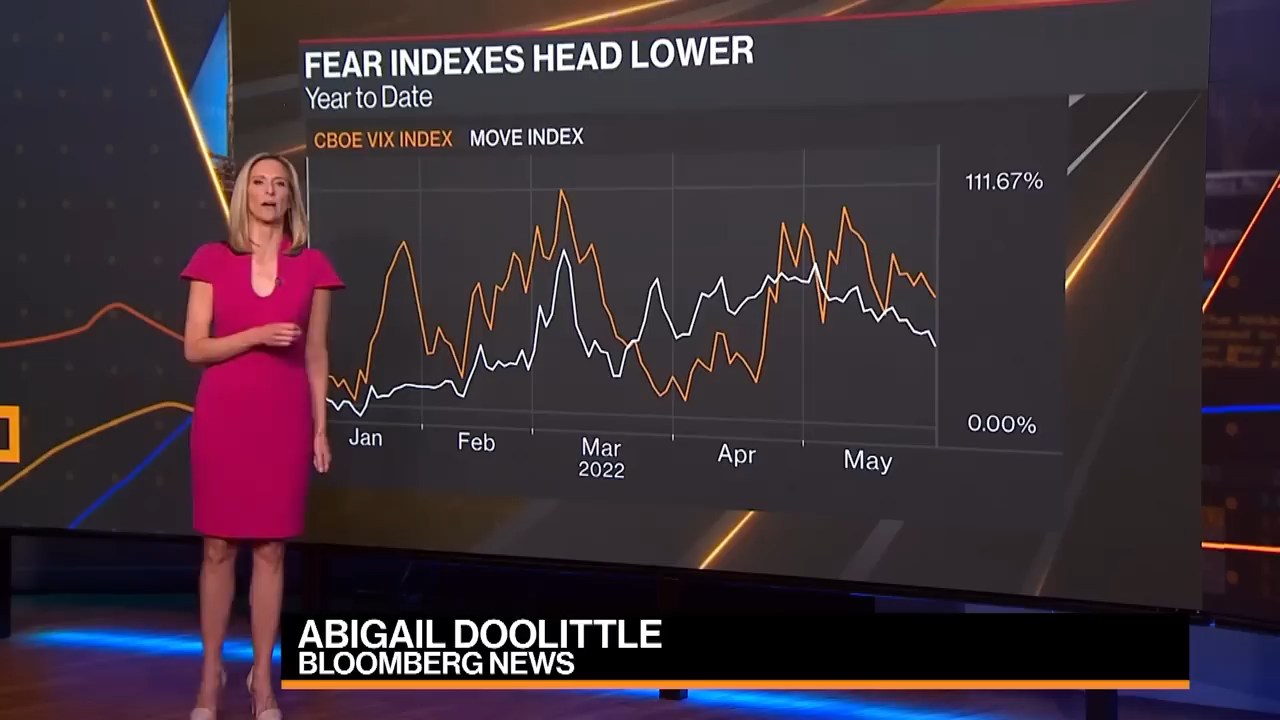 FEAR INDEXES HEAD LOWER
Year to Date
CBOE VIX INDEX MOVE INDEX
111.67%
0.00%
Jan Feb Mar Apr May
2022
ABIGAIL DOOLITTLE
BLOOMBERG NEWS